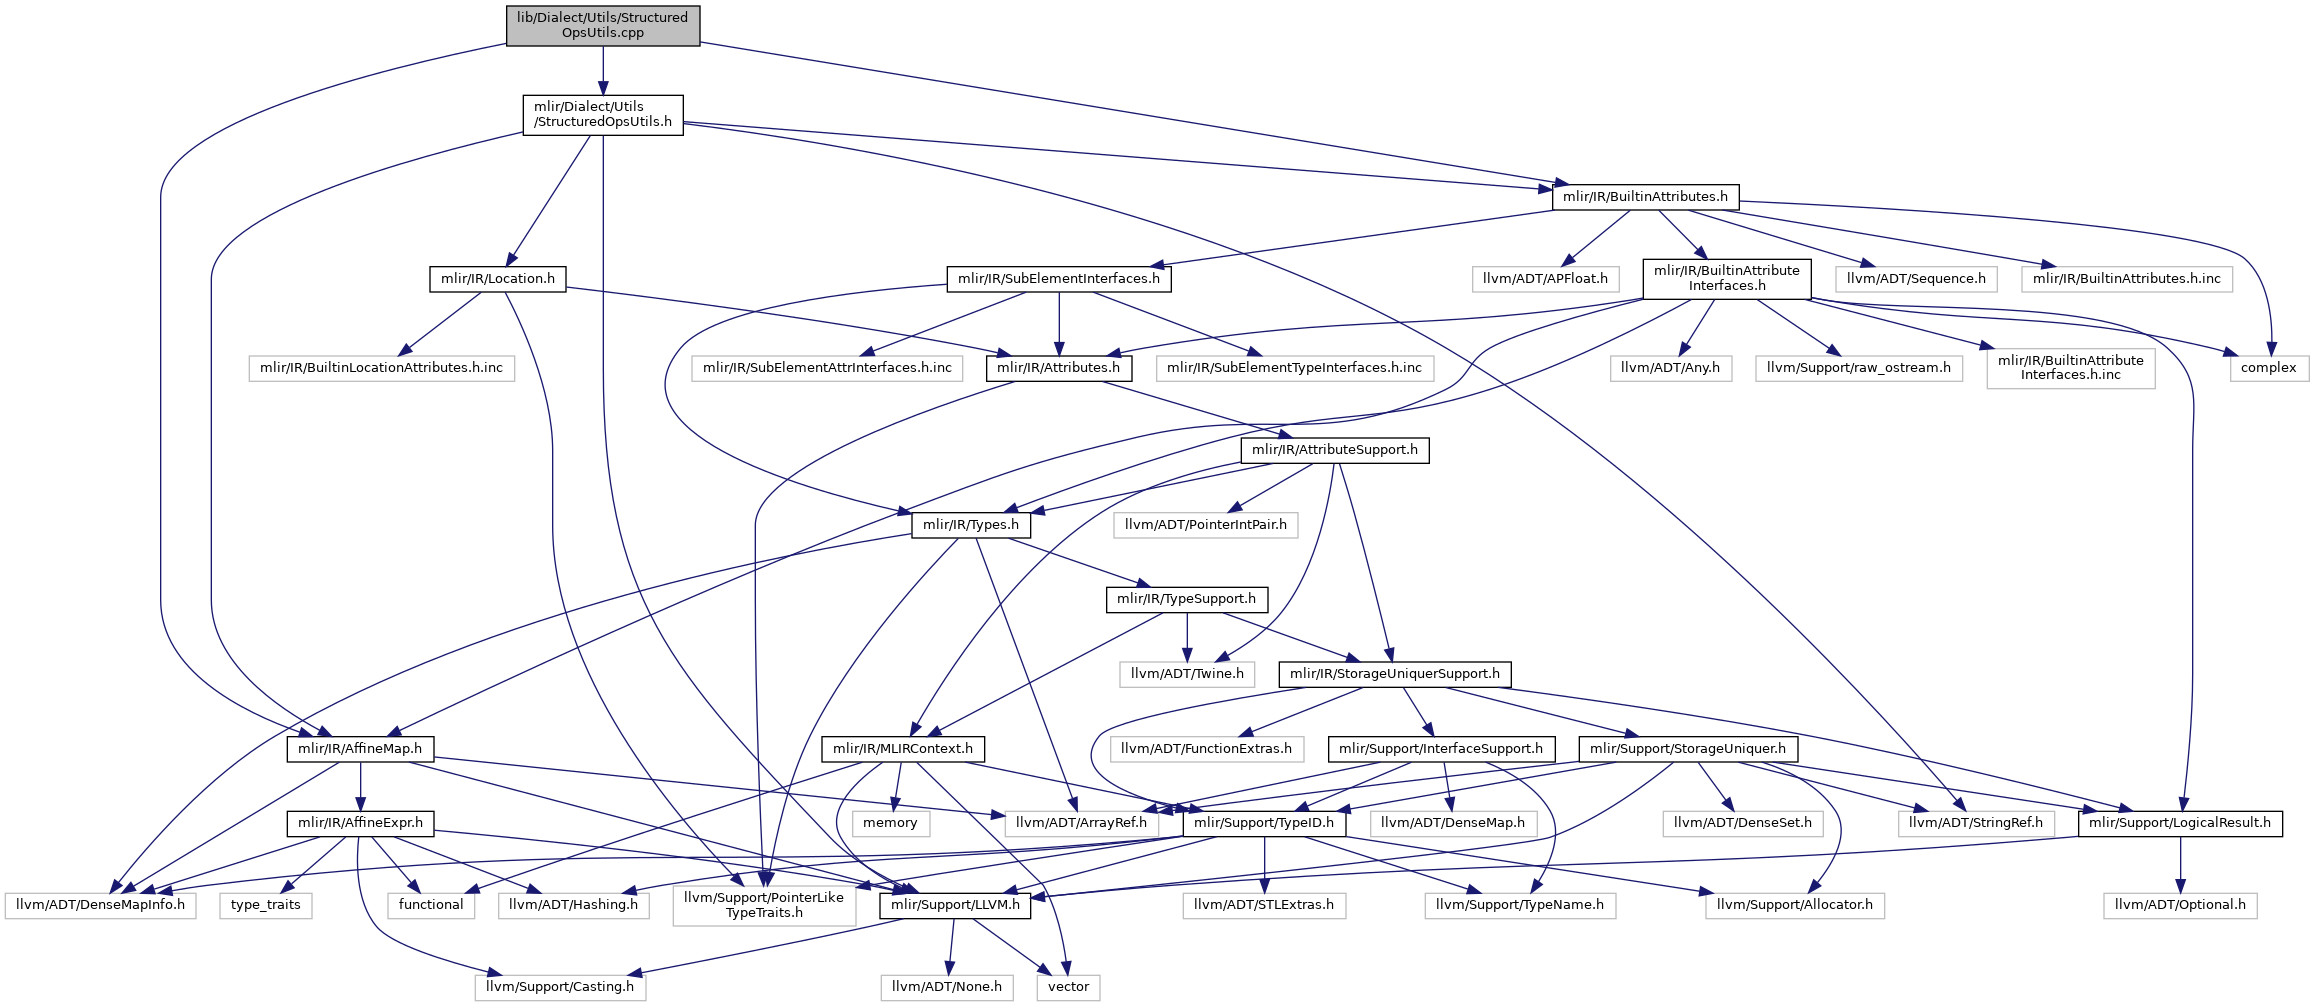 lib/Dialect/Utils/Structured
OpsUtils.cpp
mlir/Dialect/Utils
/StructuredOpsUtils.h
mlir/IR/BuiltinAttributes.h
mlir/IR/Location.h
mlir/IR/SubElementInterfaces.h
llvm/ADT/APFloat.h
mlir/IR/BuiltinAttribute
Interfaces.h
llvm/ADT/Sequence.h
mlir/IR/BuiltinAttributes.h.inc
mlir/IR/BuiltinLocationAttributes.h.inc
mlir/IR/SubElementAttrInterfaces.h.inc
mlir/IR/Attributes.h
mlir/IR/SubElementTypeInterfaces.h.inc
llvm/ADT/Any.h
llvm/Support/raw_ostream.h
mlir/IR/BuiltinAttribute
Interfaces.h.inc
complex
mlir/IR/AttributeSupport.h
mlir/IR/Types.h
llvm/ADT/PointerIntPair.h
mlir/IR/TypeSupport.h
llvm/ADT/Twine.h
mlir/IR/StorageUniquerSupport.h
mlir/IR/AffineMap.h
mlir/IR/MLIRContext.h
llvm/ADT/FunctionExtras.h
mlir/Support/InterfaceSupport.h
mlir/Support/StorageUniquer.h
mlir/IR/AffineExpr.h
memory
llvm/ADT/ArrayRef.h
mlir/Support/TypeID.h
llvm/ADT/DenseMap.h
llvm/ADT/DenseSet.h
llvm/ADT/StringRef.h
mlir/Support/LogicalResult.h
llvm/ADT/DenseMapInfo.h
type_traits
functional
llvm/ADT/Hashing.h
llvm/Support/PointerLike
TypeTraits.h
mlir/Support/LLVM.h
llvm/ADT/STLExtras.h
llvm/Support/TypeName.h
llvm/Support/Allocator.h
llvm/ADT/Optional.h
llvm/Support/Casting.h
llvm/ADT/None.h
vector